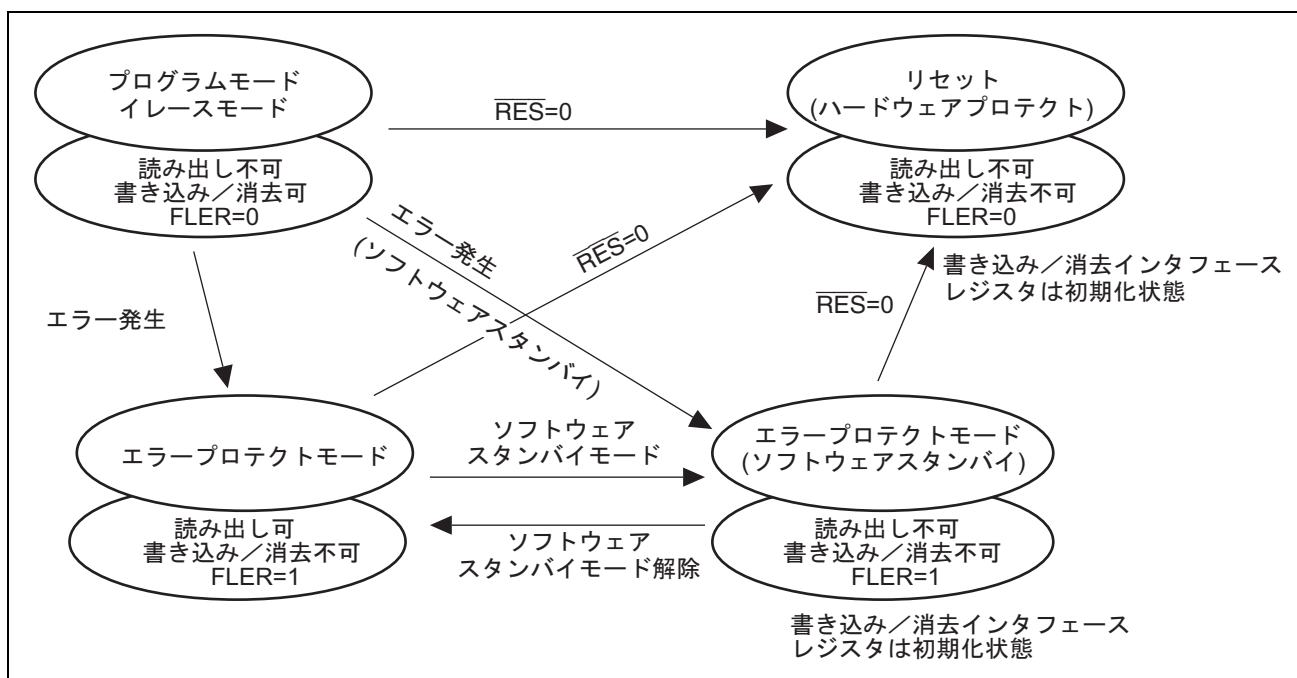 プログラムモード
イレースモード
読み出し不可
書き込み／消去可
FLER=0
R̅E̅S̅=0
リセット
(ハードウェアプロテクト)
読み出し不可
書き込み／消去不可
FLER=0
書き込み／消去インタフェース
レジスタは初期化状態
エラー発生
(ソフトウェアスタンバイ)
R̅E̅S̅=0
R̅E̅S̅=0
エラー発生
エラープロテクトモード
読み出し可
書き込み／消去不可
FLER=1
ソフトウェア
スタンバイモード
ソフトウェア
スタンバイモード解除
エラープロテクトモード
(ソフトウェアスタンバイ)
読み出し不可
書き込み／消去不可
FLER=1
書き込み／消去インタフェース
レジスタは初期化状態